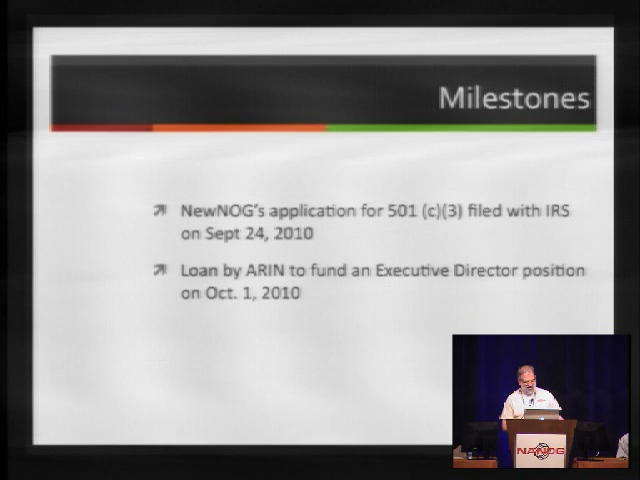 Milestones
NewNOG's application for 501 (c)(3) filed with IRS
on Sept 24, 2010
Loan by ARIN to fund an Executive Director position
on Oct. 1, 2010
NANOG